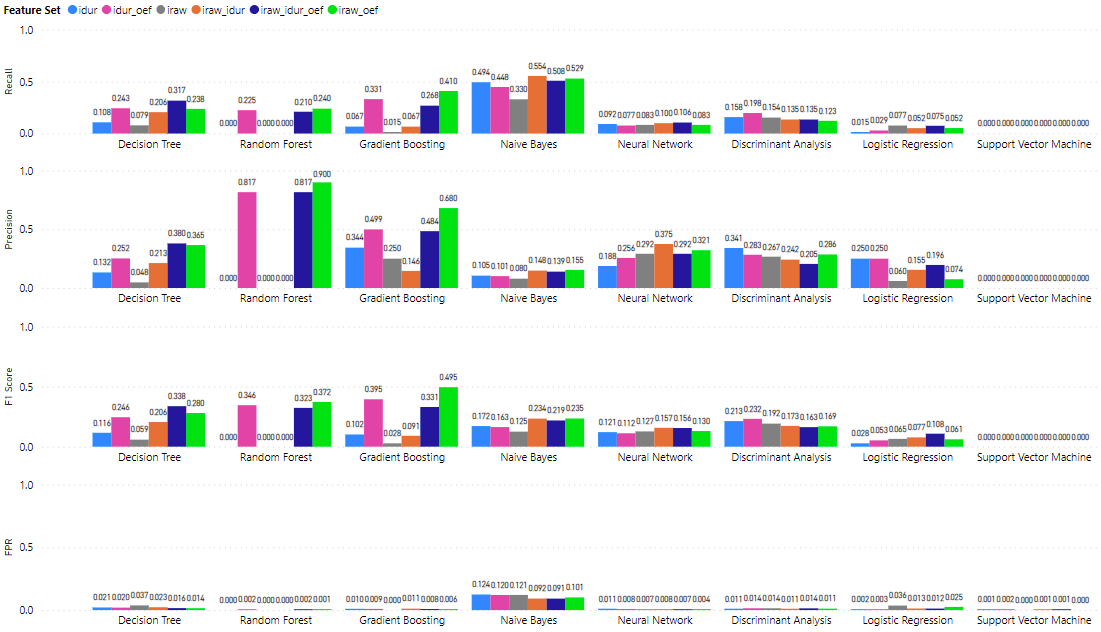 Feature Set idur idur_oef iraw iraw_idur iraw_idur_oef iraw_oef
1.0
Recall
0.5
0.0
0.108 0.243 0.079 0.206 0.317 0.238
0.000 0.225 0.000 0.000 0.210 0.240
0.067 0.331 0.015 0.067 0.268 0.410
0.494 0.448 0.330 0.554 0.508 0.529
0.092 0.077 0.083 0.100 0.106 0.083
0.158 0.198 0.154 0.135 0.135 0.123
0.015 0.029 0.077 0.052 0.075 0.052
0.000 0.000 0.000 0.000 0.000 0.000
Decision Tree Random Forest Gradient Boosting Naive Bayes Neural Network Discriminant Analysis Logistic Regression Support Vector Machine
1.0
Precision
0.5
0.0
0.132 0.252 0.048 0.213 0.380 0.365
0.000 0.817 0.000 0.000 0.817 0.900
0.344 0.499 0.250 0.146 0.484 0.680
0.105 0.101 0.080 0.148 0.139 0.155
0.188 0.256 0.292 0.375 0.292 0.321
0.341 0.283 0.267 0.242 0.205 0.286
0.250 0.250 0.060 0.155 0.196 0.074
0.000 0.000 0.000 0.000 0.000 0.000
Decision Tree Random Forest Gradient Boosting Naive Bayes Neural Network Discriminant Analysis Logistic Regression Support Vector Machine
1.0
F1 Score
0.5
0.0
0.116 0.246 0.059 0.206 0.338 0.280
0.000 0.346 0.000 0.000 0.323 0.372
0.102 0.395 0.028 0.091 0.331 0.495
0.172 0.163 0.125 0.234 0.219 0.235
0.121 0.112 0.127 0.157 0.156 0.130
0.213 0.232 0.192 0.173 0.163 0.169
0.028 0.053 0.065 0.077 0.108 0.061
0.000 0.000 0.000 0.000 0.000 0.000
Decision Tree Random Forest Gradient Boosting Naive Bayes Neural Network Discriminant Analysis Logistic Regression Support Vector Machine
1.0
FPR
0.5
0.0
0.021 0.020 0.037 0.023 0.016 0.014
0.000 0.002 0.000 0.000 0.002 0.001
0.010 0.009 0.000 0.011 0.008 0.006
0.124 0.120 0.121 0.092 0.091 0.101
0.011 0.008 0.007 0.008 0.007 0.004
0.011 0.014 0.014 0.011 0.014 0.011
0.002 0.003 0.036 0.013 0.012 0.025
0.001 0.002 0.000 0.001 0.001 0.000
Decision Tree Random Forest Gradient Boosting Naive Bayes Neural Network Discriminant Analysis Logistic Regression Support Vector Machine